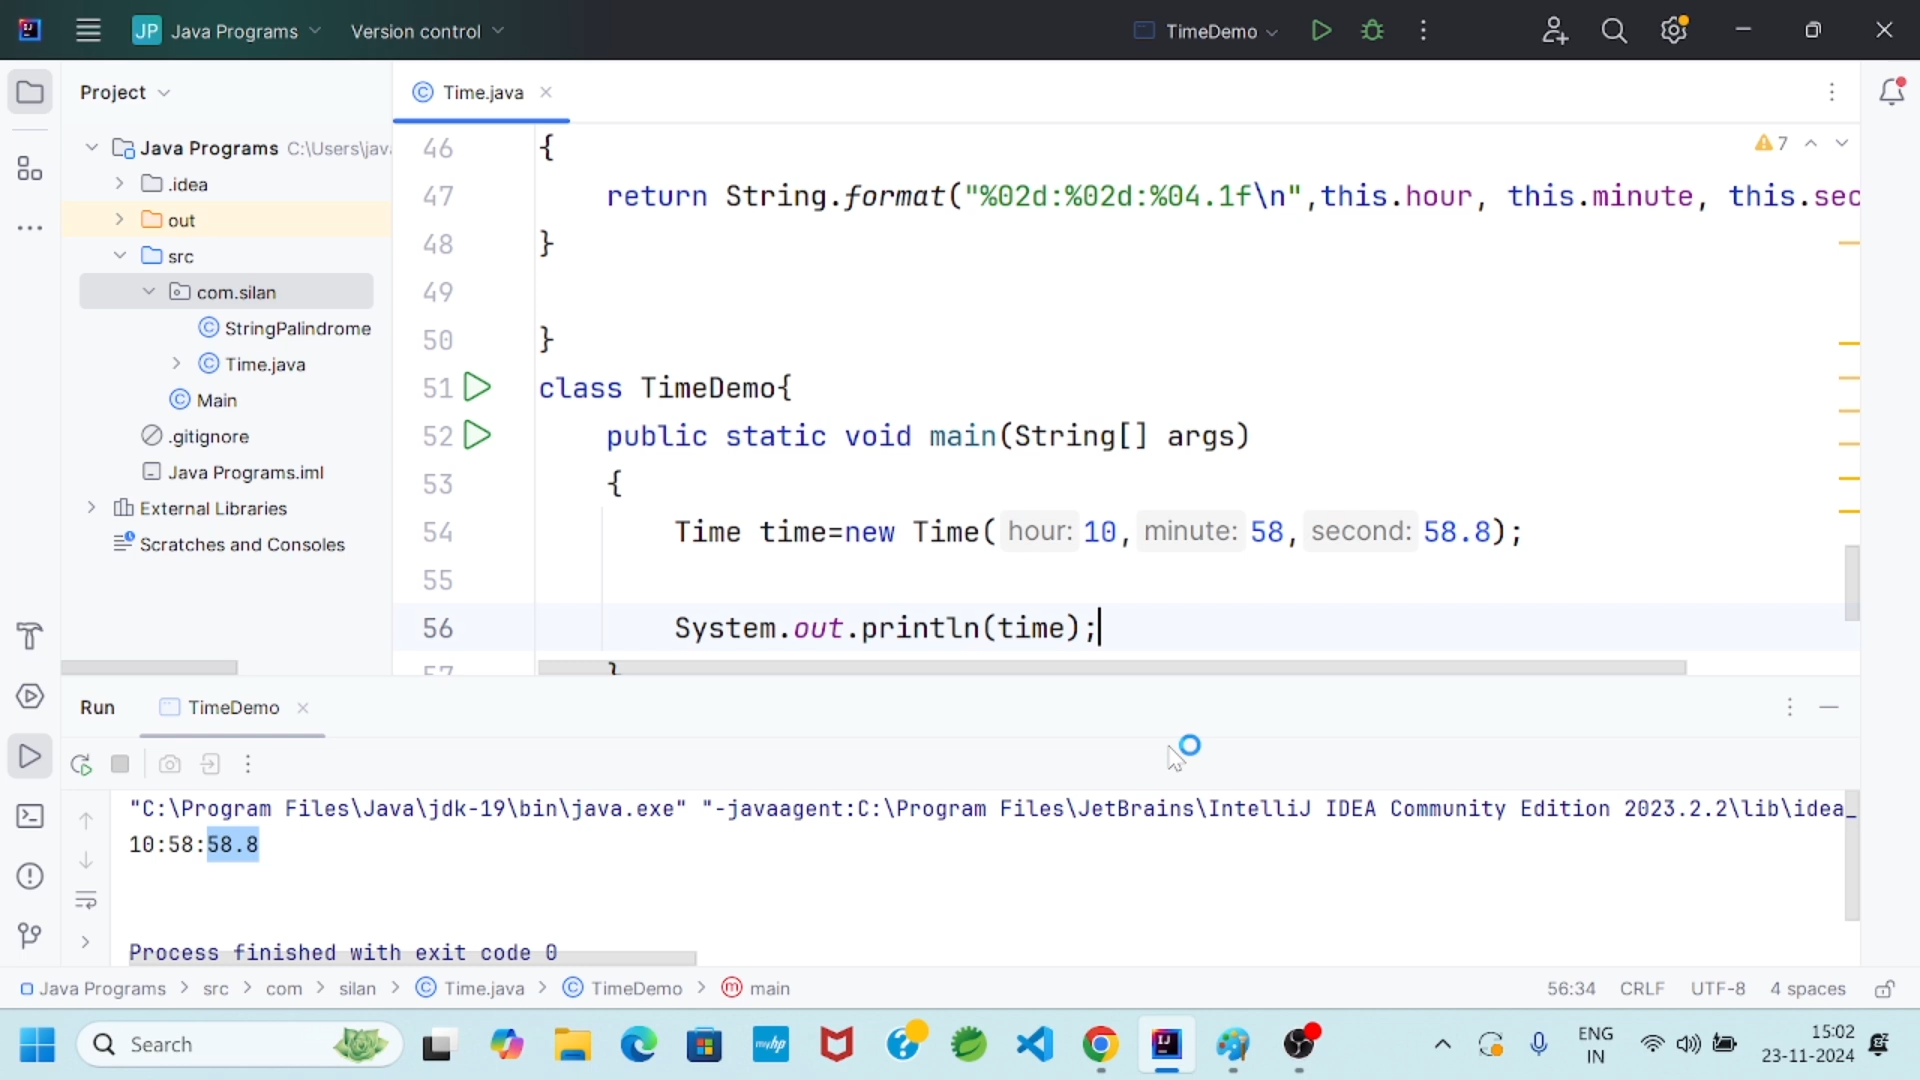 JP Java Programs Version control TimeDemo
Project
Time.java
Java Programs C:\Users\jav
.idea
out
src
com.silan
StringPalindrome
Time.java
Main
.gitignore
Java Programs.iml
External Libraries
Scratches and Consoles
7
46 {
47 return String.format("%02d:%02d:%04.1f\n",this.hour, this.minute, this.sec
48 }
49
50 }
51 class TimeDemo{
52 public static void main(String[] args)
53 {
54 Time time=new Time( hour: 10, minute: 58, second: 58.8);
55
56 System.out.println(time);
57 }
Run TimeDemo
"C:\Program Files\Java\jdk-19\bin\java.exe" "-javaagent:C:\Program Files\JetBrains\IntelliJ IDEA Community Edition 2023.2.2\lib\idea_
10:58:58.8
Process finished with exit code 0
Java Programs > src > com > silan > Time.java > TimeDemo > main
56:34 CRLF UTF-8 4 spaces
Search
myhp
ENG
IN
15:02
23-11-2024